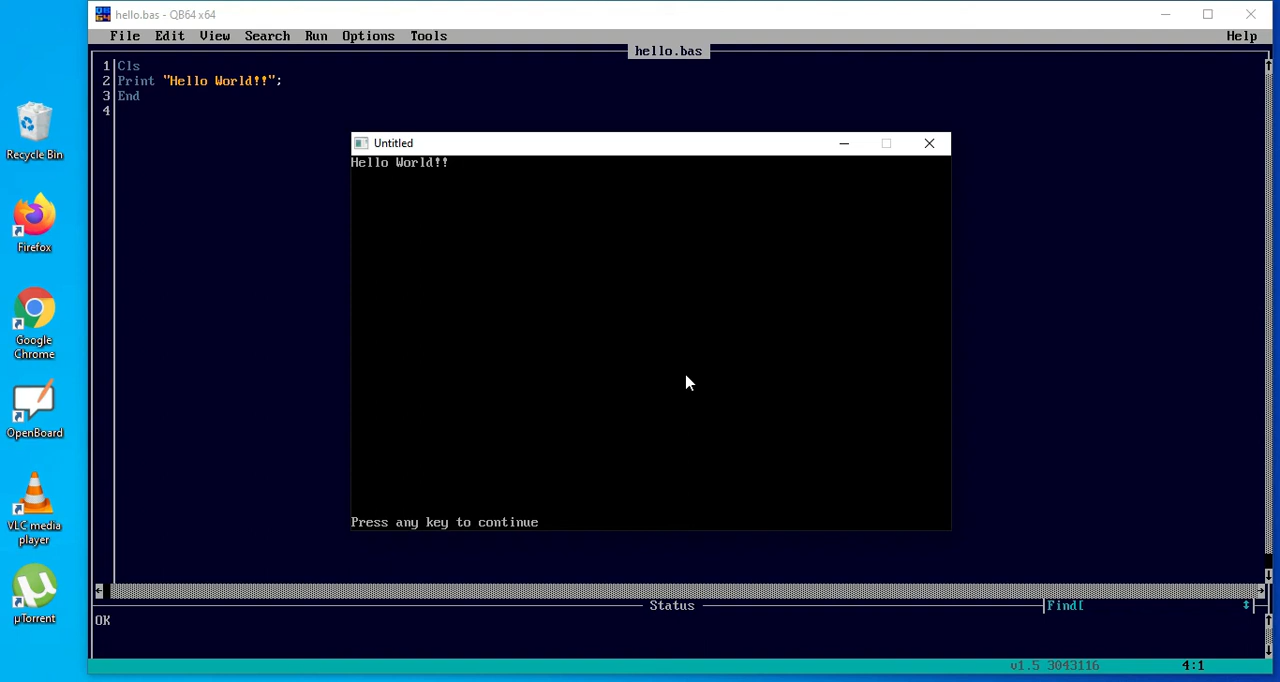 hello.bas - QB64 x64
File Edit View Search Run Options Tools Help
hello.bas
1 Cls
2 Print "Hello World!!";
3 End
4
Untitled
Hello World!!
Press any key to continue
Recycle Bin
Firefox
Google
Chrome
OpenBoard
VLC media
player
µTorrent
Status
Find[
OK
v1.5 3043116 4:1